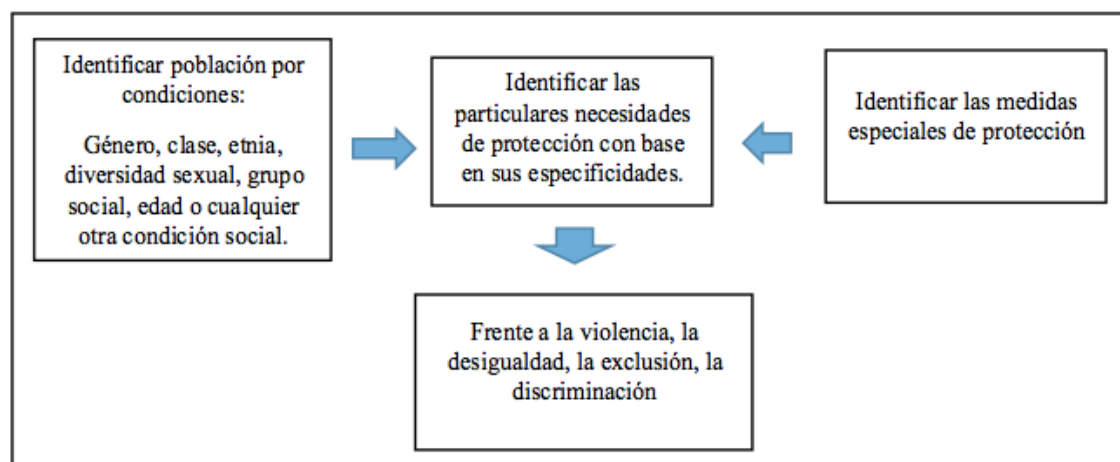 Identificar población por
condiciones:
Género, clase, etnia,
diversidad sexual, grupo
social, edad o cualquier
otra condición social.
Identificar las
particulares necesidades
de protección con base
en sus especificidades.
Identificar las medidas
especiales de protección
Frente a la violencia, la
desigualdad, la exclusión, la
discriminación